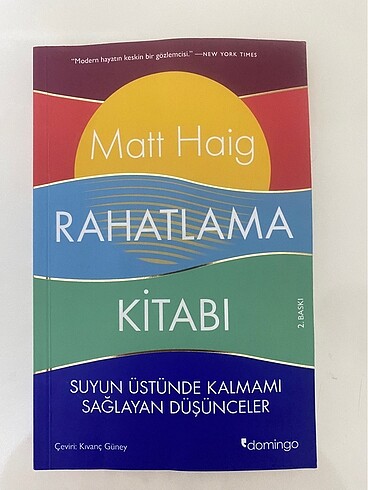 "Modern hayatın keskin bir gözlemcisi." —NEW YORK TIMES
Matt Haig
RAHATLAMA
KİTABI
2. BASKI
SUYUN ÜSTÜNDE KALMAMI
SAĞLAYAN DÜŞÜNCELER
Çeviri: Kıvanç Güney
domingo